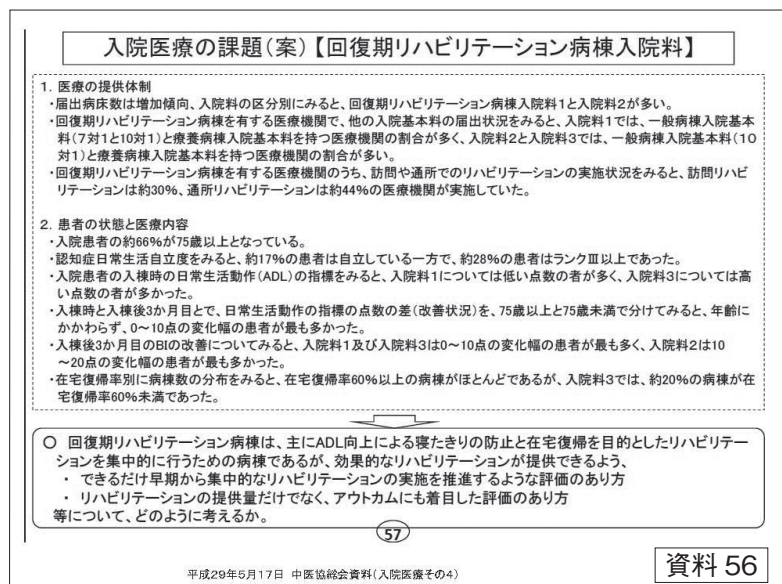 入院医療の課題(案)【回復期リハビリテーション病棟入院料】
1. 医療の提供体制
・届出病床数は増加傾向、入院料の区分別にみると、回復期リハビリテーション病棟入院料1と入院料2が多い。
・回復期リハビリテーション病棟を有する医療機関で、他の入院基本料の届出状況をみると、入院料1では、一般病棟入院基本
料(7対1と10対1)と療養病棟入院基本料を持つ医療機関の割合が多く、入院料2と入院料3では、一般病棟入院基本料(10
対1)と療養病棟入院基本料を持つ医療機関の割合が多い。
・回復期リハビリテーション病棟を有する医療機関のうち、訪問や通所でのリハビリテーションの実施状況をみると、訪問リハビ
リテーションは約30%、通所リハビリテーションは約44%の医療機関が実施していた。
2. 患者の状態と医療内容
・入院患者の約66%が75歳以上となっている。
・認知症日常生活自立度をみると、約17%の患者は自立している一方で、約28%の患者はランクⅢ以上であった。
・入院患者の入棟時の日常生活動作(ADL)の指標をみると、入院料1については低い点数の者が多く、入院料3については高
い点数の者が多かった。
・入棟時と入棟後3か月目とで、日常生活動作の指標の点数の差(改善状況)を、75歳以上と75歳未満で分けてみると、年齢に
かかわらず、0~10点の変化幅の患者が最も多かった。
・入棟後3か月目のBIの改善についてみると、入院料1及び入院料3は0~10点の変化幅の患者が最も多く、入院料2は10
~20点の変化幅の患者が最も多かった。
・在宅復帰率別に病棟数の分布をみると、在宅復帰率60%以上の病棟がほとんどであるが、入院料3では、約20%の病棟が在
宅復帰率60%未満であった。
○ 回復期リハビリテーション病棟は、主にADL向上による寝たきりの防止と在宅復帰を目的としたリハビリテー
ションを集中的に行うための病棟であるが、効果的なリハビリテーションが提供できるよう、
・ できるだけ早期から集中的なリハビリテーションの実施を推進するような評価のあり方
・ リハビリテーションの提供量だけでなく、アウトカムにも着目した評価のあり方
等について、どのように考えるか。
57
平成29年5月17日 中医協総会資料(入院医療その4)
資料 56